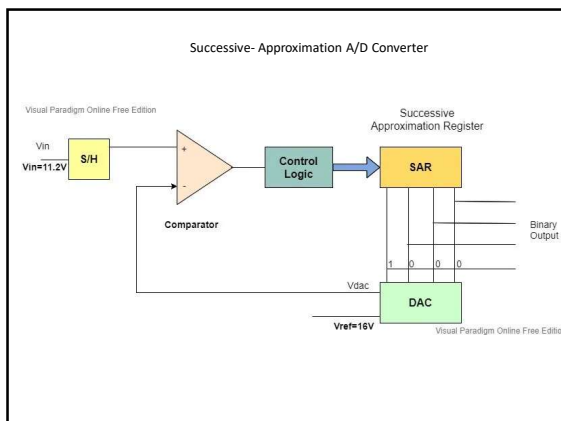 Successive- Approximation A/D Converter
Visual Paradigm Online Free Edition
Successive
Approximation Register
Vin
S/H
Vin=11.2V
+
-
Control
Logic
SAR
Comparator
Binary
Output
1 0 0 0
Vdac
DAC
Vref=16V
Visual Paradigm Online Free Edition